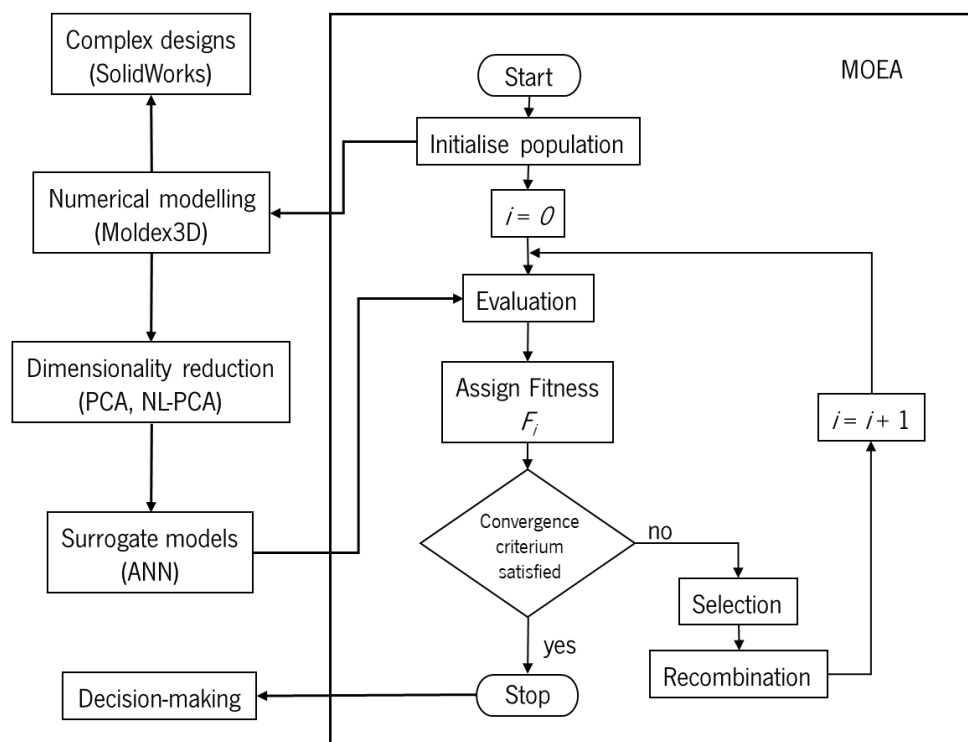 Complex designs
(SolidWorks)
Numerical modelling
(Moldex3D)
Dimensionality reduction
(PCA, NL-PCA)
Surrogate models
(ANN)
Decision-making
MOEA
Start
Initialise population
i = 0
Evaluation
Assign Fitness
Fi
Convergence
criterium
satisfied
no
yes
Stop
Selection
Recombination
i = i + 1